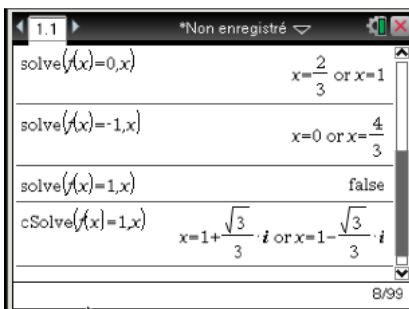 1.1 *Non enregistré
solve(f(x)=0,x)
x=2/3 or x=1
solve(f(x)=-1,x)
x=0 or x=4/3
solve(f(x)=1,x) false
cSolve(f(x)=1,x)
x=1+√3/3·i or x=1-√3/3·i
8/99